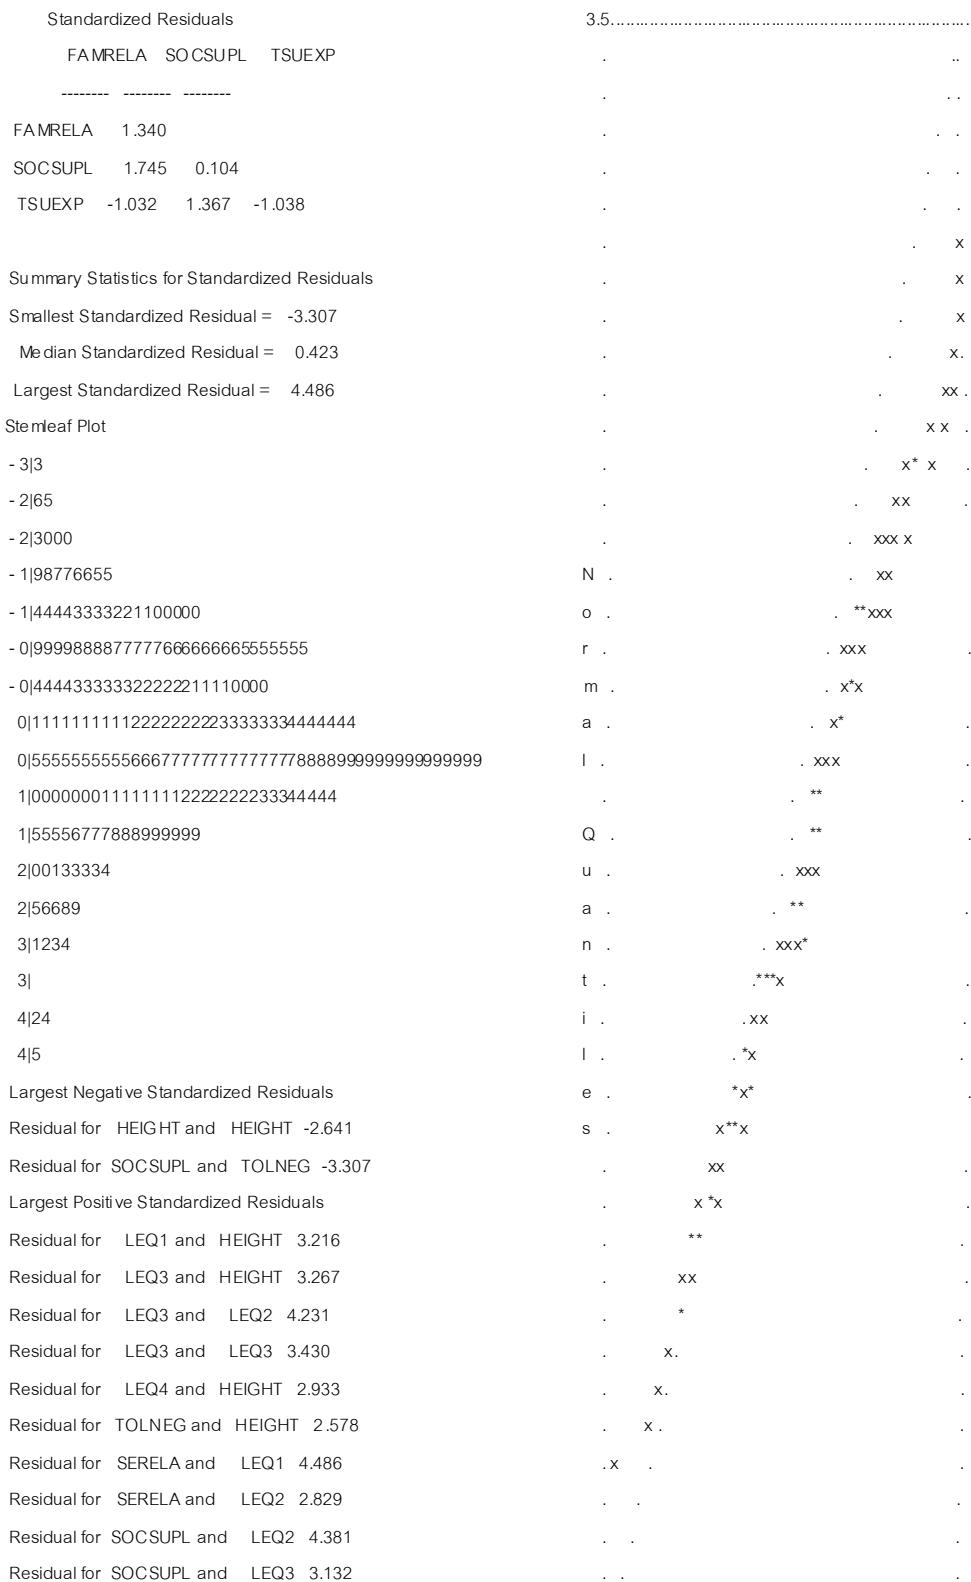 Standardized Residuals
FAMRELA SOCSUPL TSUEXP
-------- -------- --------
FAMRELA 1.340
SOCSUPL 1.745 0.104
TSUEXP -1.032 1.367 -1.038
Summary Statistics for Standardized Residuals
Smallest Standardized Residual = -3.307
Median Standardized Residual = 0.423
Largest Standardized Residual = 4.486
Stemleaf Plot
- 3|3
- 2|65
- 2|3000
- 1|98776655
- 1|44443333221100000
- 0|99998888777776666666665555555
- 0|4444333333322222211110000
0|1111111111222222222333333334444444
0|5555555555566677777777777777788889999999999999999
1|00000001111111112222222233344444
1|55556777888999999
2|00133334
2|56689
3|1234
3|
4|24
4|5
Largest Negative Standardized Residuals
Residual for HEIGHT and HEIGHT -2.641
Residual for SOCSUPL and TOLNEG -3.307
Largest Positive Standardized Residuals
Residual for LEQ1 and HEIGHT 3.216
Residual for LEQ3 and HEIGHT 3.267
Residual for LEQ3 and LEQ2 4.231
Residual for LEQ3 and LEQ3 3.430
Residual for LEQ4 and HEIGHT 2.933
Residual for TOLNEG and HEIGHT 2.578
Residual for SERELA and LEQ1 4.486
Residual for SERELA and LEQ2 2.829
Residual for SOCSUPL and LEQ2 4.381
Residual for SOCSUPL and LEQ3 3.132
3.5
Normal Quantiles